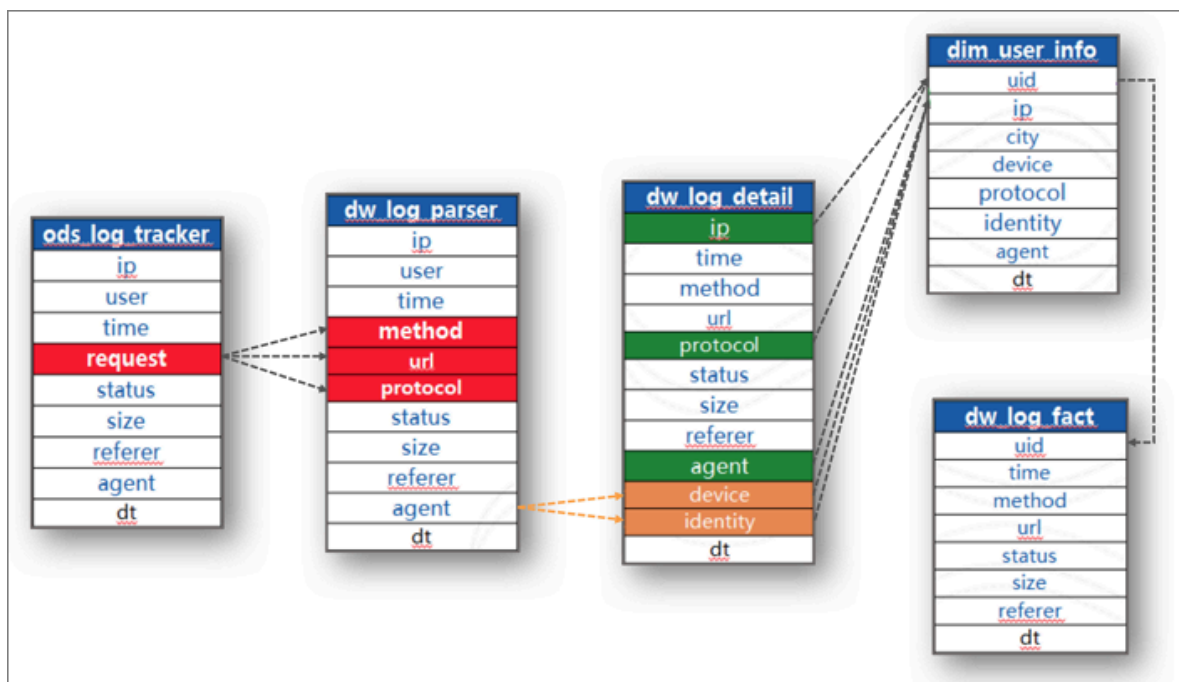 ods_log_tracker
ip
user
time
request
status
size
referer
agent
dt
dw_log_parser
ip
user
time
method
url
protocol
status
size
referer
agent
dt
dw_log_detail
ip
time
method
url
protocol
status
size
referer
agent
device
identity
dt
dim_user_info
uid
ip
city
device
protocol
identity
agent
dt
dw_log_fact
uid
time
method
url
status
size
referer
dt